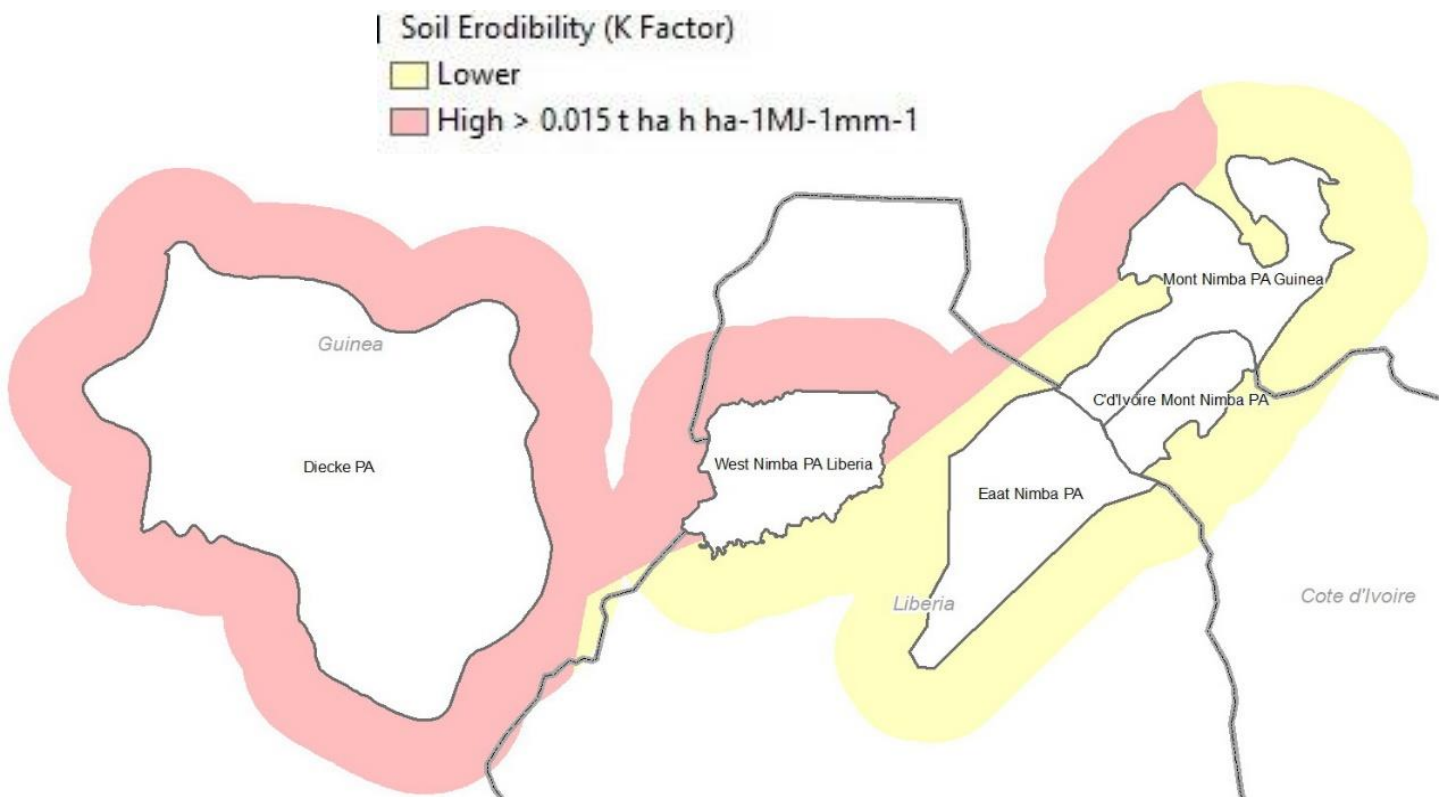 Soil Erodibility (K Factor)
Lower
High > 0.015 t ha h ha-1MJ-1mm-1
Mont Nimba PA Guinea
Guinea
C'd'Ivoire Mont Nimba PA
Diecke PA
West Nimba PA Liberia
Eaat Nimba PA
Liberia
Cote d'Ivoire